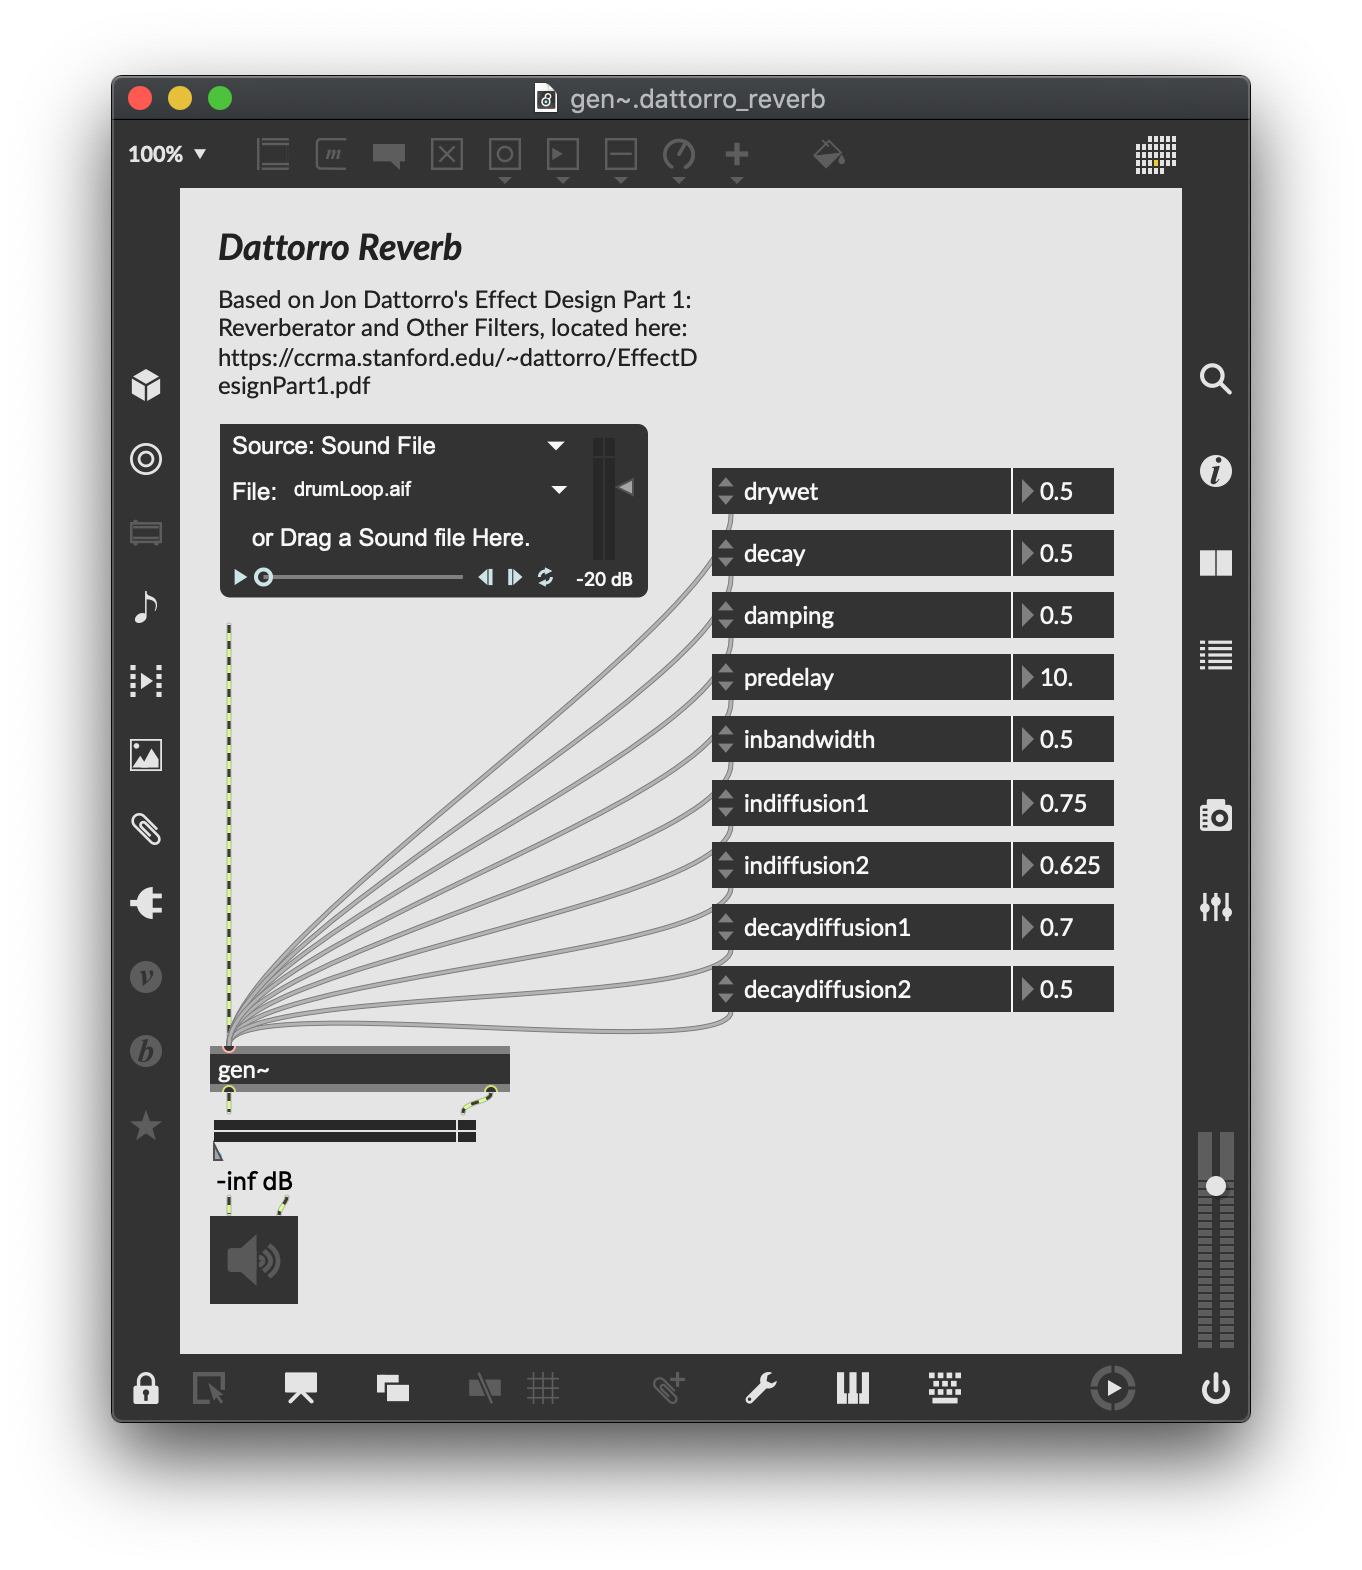 gen~.dattorro_reverb
100%
m
Dattorro Reverb
Based on Jon Dattorro's Effect Design Part 1:
Reverberator and Other Filters, located here:
https://ccrma.stanford.edu/~dattorro/EffectD
esignPart1.pdf
Source: Sound File
File: drumLoop.aif
or Drag a Sound file Here.
-20 dB
drywet 0.5
decay 0.5
damping 0.5
predelay 10.
inbandwidth 0.5
indiffusion1 0.75
indiffusion2 0.625
decaydiffusion1 0.7
decaydiffusion2 0.5
i
v
b
gen~
-inf dB